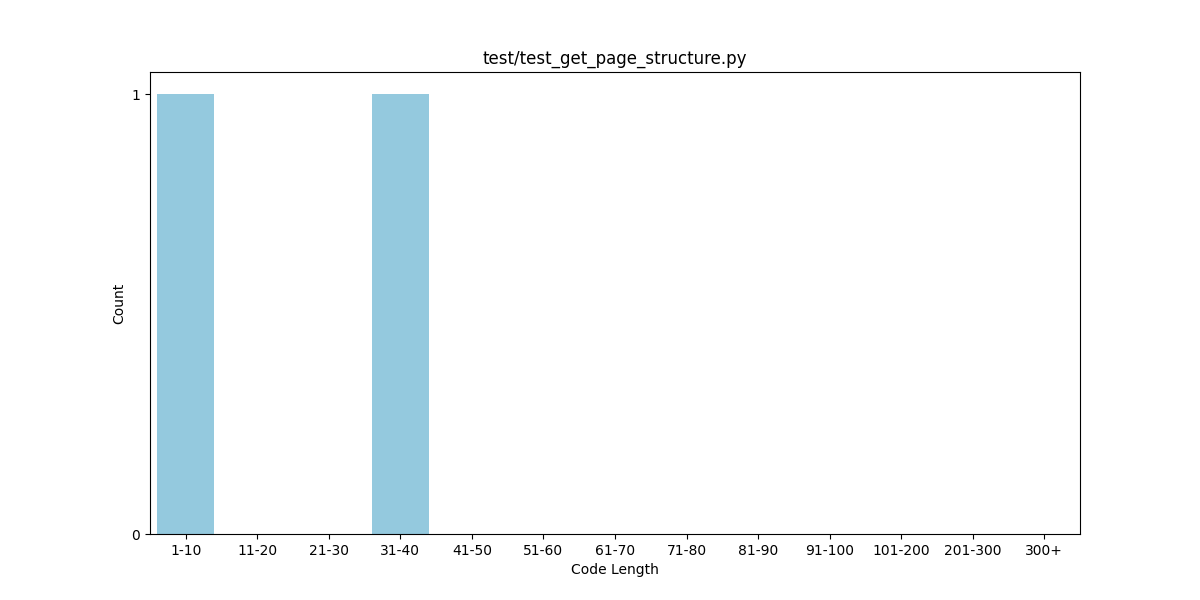 test/test_get_page_structure.py
1
Count
0
1-10 11-20 21-30 31-40 41-50 51-60 61-70 71-80 81-90 91-100 101-200 201-300 300+
Code Length